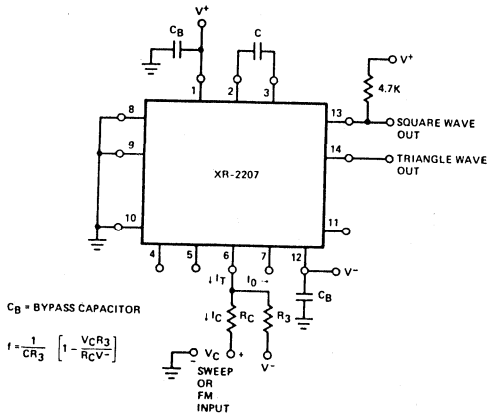 V+
CB
C
V+
4.7K
1
2
3
8
13
SQUARE WAVE
OUT
9
14
TRIANGLE WAVE
OUT
XR-2207
10
11
4
5
6
7
12
V-
↓IT
IO→
CB
CB = BYPASS CAPACITOR
↓IC
RC
R3
f = 1/CR3 [1 - VCR3/RCV-]
- VC +
V-
SWEEP
OR
FM
INPUT